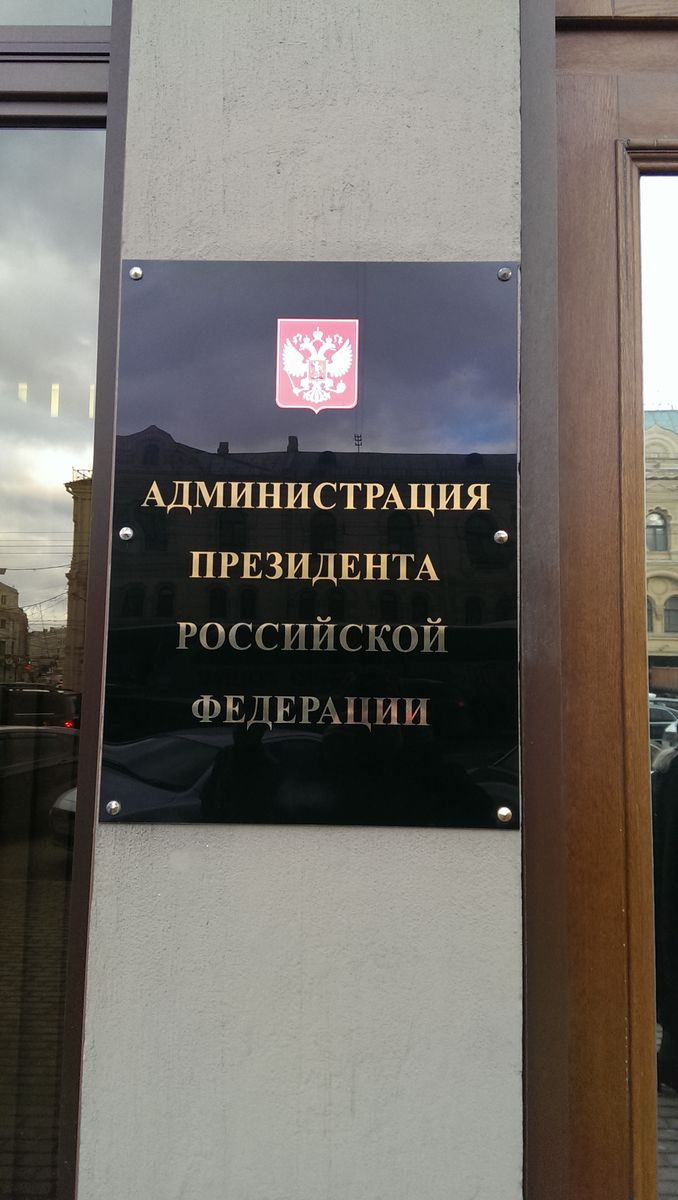 АДМИНИСТРАЦИЯ
ПРЕЗИДЕНТА
РОССИЙСКОЙ
ФЕДЕРАЦИИ